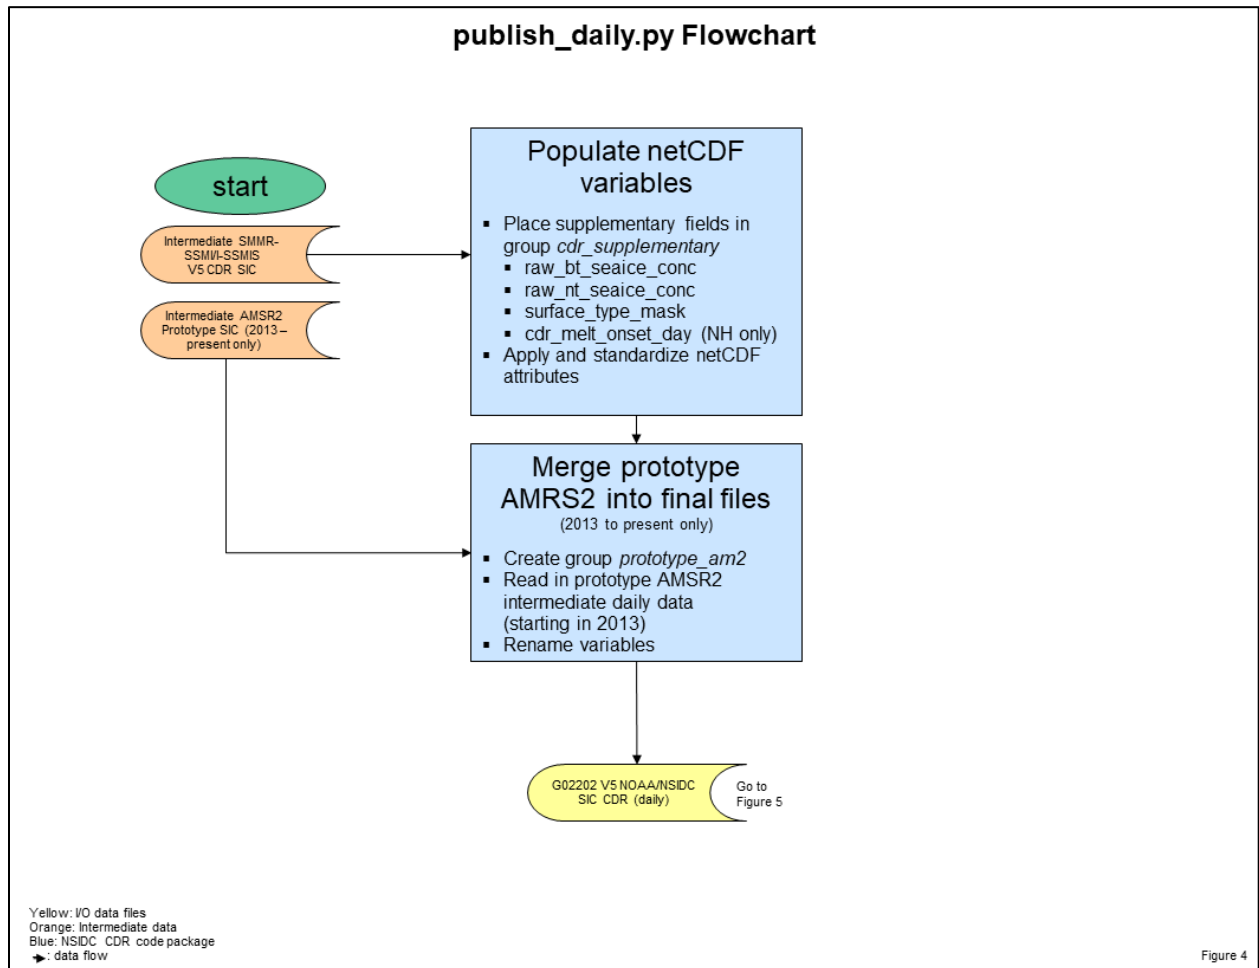 publish_daily.py Flowchart
start
Intermediate SMMR-
SSMI/I-SSMIS
V5 CDR SIC
Intermediate AMSR2
Prototype SIC (2013 –
present only)
Populate netCDF
variables
▪ Place supplementary fields in
group cdr_supplementary
▪ raw_bt_seaice_conc
▪ raw_nt_seaice_conc
▪ surface_type_mask
▪ cdr_melt_onset_day (NH only)
▪ Apply and standardize netCDF
attributes
Merge prototype
AMRS2 into final files
(2013 to present only)
▪ Create group prototype_am2
▪ Read in prototype AMSR2
intermediate daily data
(starting in 2013)
▪ Rename variables
G02202 V5 NOAA/NSIDC
SIC CDR (daily)
Go to
Figure 5
Yellow: I/O data files
Orange: Intermediate data
Blue: NSIDC CDR code package
: data flow
Figure 4